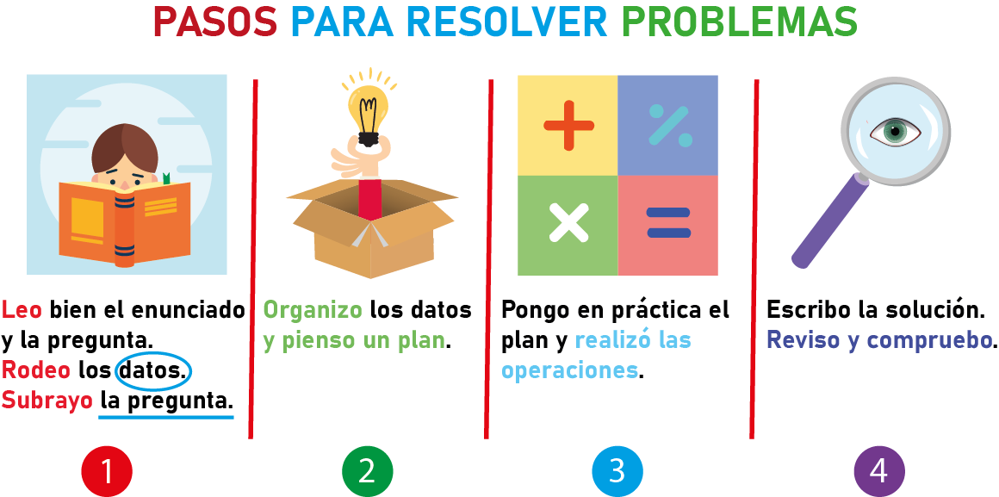 PASOS PARA RESOLVER PROBLEMAS
Leo bien el enunciado
y la pregunta.
Rodeo los datos.
Subrayo la pregunta.
1
Organizo los datos
y pienso un plan.
2
Pongo en práctica el
plan y realizó las
operaciones.
3
Escribo la solución.
Reviso y compruebo.
4